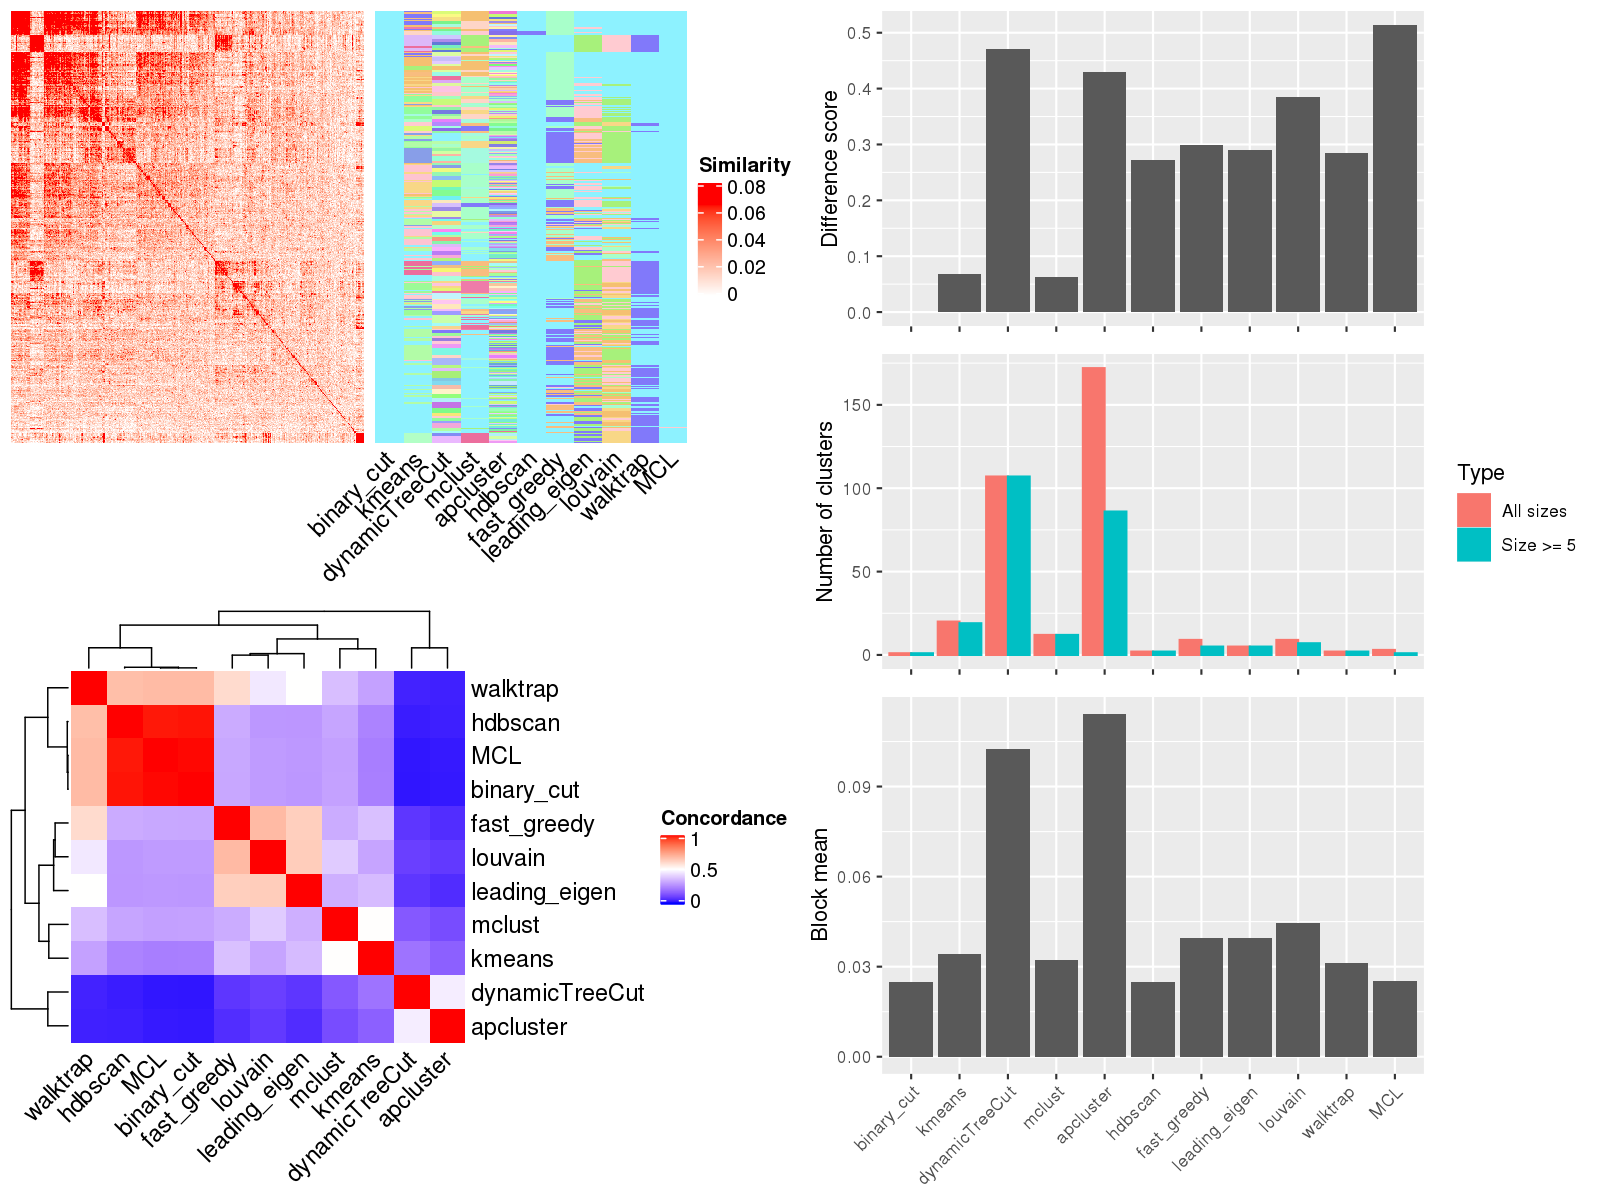 Similarity
0.08
0.06
0.04
0.02
0
binary_cut
kmeans
dynamicTreeCut
mclust
apcluster
hdbscan
fast_greedy
leading_eigen
louvain
walktrap
MCL
walktrap
hdbscan
MCL
binary_cut
fast_greedy
louvain
leading_eigen
mclust
kmeans
dynamicTreeCut
apcluster
Concordance
1
0.5
0
walktrap
hdbscan
MCL
binary_cut
fast_greedy
louvain
leading_eigen
mclust
kmeans
dynamicTreeCut
apcluster
Difference score
0.5
0.4
0.3
0.2
0.1
0.0
Number of clusters
150
100
50
0
Type
All sizes
Size >= 5
Block mean
0.09
0.06
0.03
0.00
binary_cut
kmeans
dynamicTreeCut
mclust
apcluster
hdbscan
fast_greedy
leading_eigen
louvain
walktrap
MCL